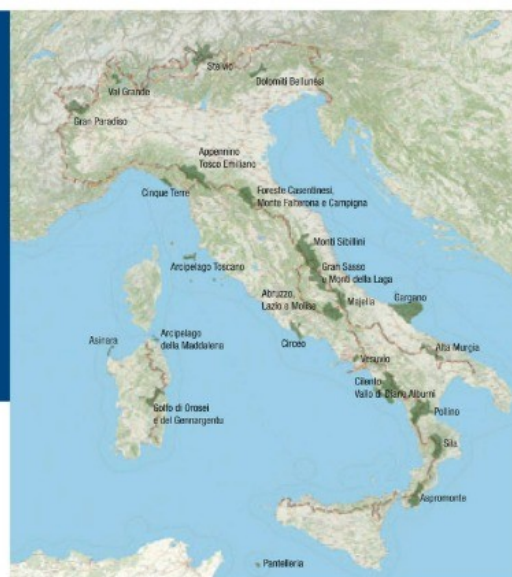 Stelvio
Dolomiti Bellunesi
Val Grande
Gran Paradiso
Appennino
Tosco Emiliano
Cinque Terre
Foreste Casentinesi,
Monte Falterona e Campigna
Monti Sibillini
Arcipelago Toscano
Gran Sasso
e Monti della Laga
Abruzzo,
Lazio e Molise
Majella
Gargano
Circeo
Asinara
Arcipelago
della Maddalena
Vesuvio
Alta Murgia
Cilento
Vallo di Diano Alburni
Golfo di Orosei
e del Gennargentu
Pollino
Sila
Aspromonte
Pantelleria